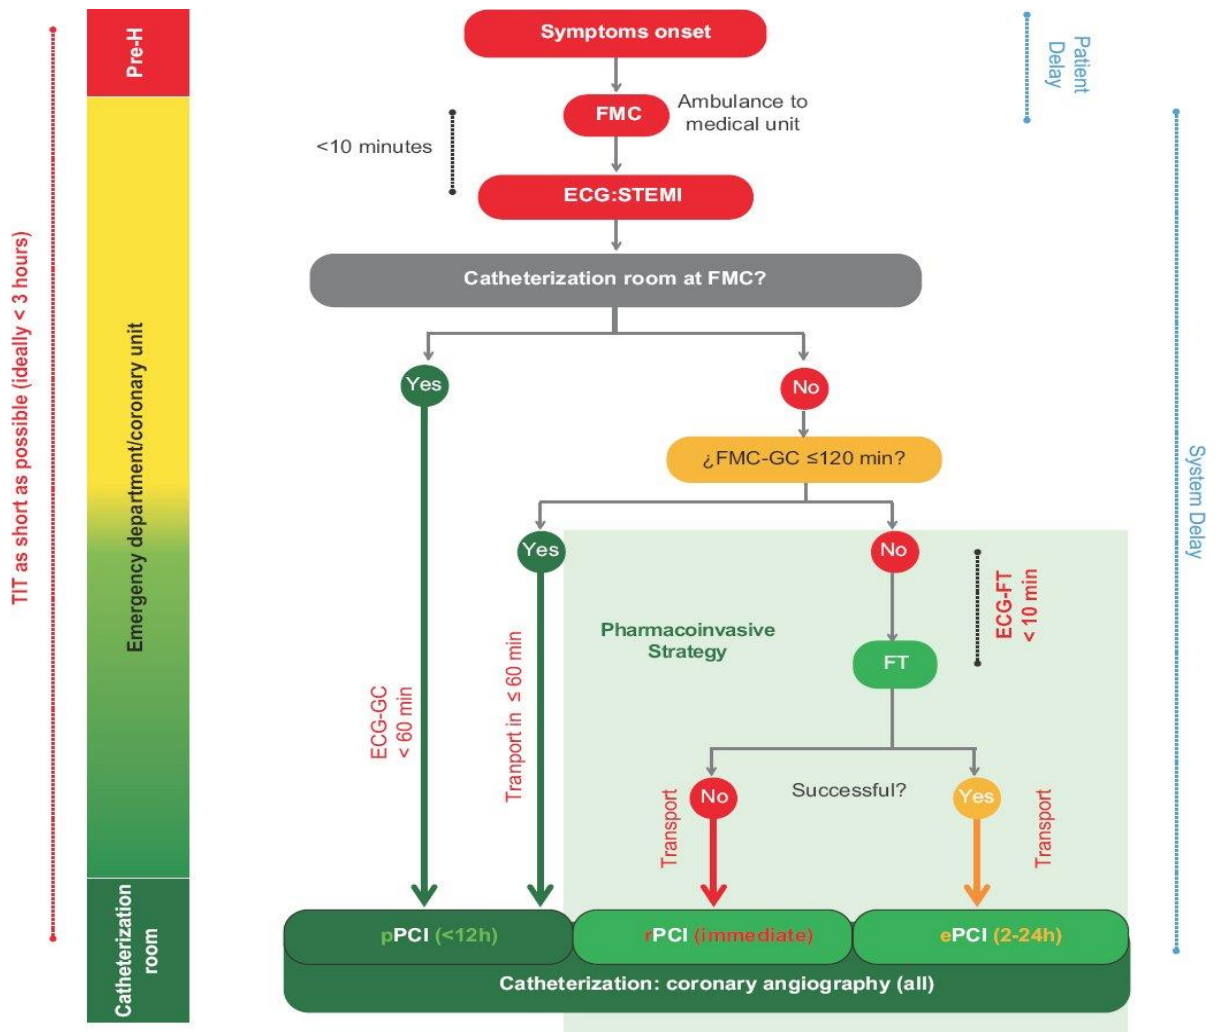 Pre-H
Symptoms onset
Patient
Delay
FMC
Ambulance to
medical unit
<10 minutes
ECG:STEMI
Catheterization room at FMC?
TIT as short as possible (ideally < 3 hours)
Emergency department/coronary unit
System Delay
Yes
No
¿FMC-GC ≤120 min?
Yes
No
ECG-FT
< 10 min
Pharmacoinvasive
Strategy
FT
ECG-GC
< 60 min
Tranport in ≤ 60 min
Successful?
No
Yes
Transport
Transport
Catheterization
room
pPCI (<12h)
rPCI (immediate)
ePCI (2-24h)
Catheterization: coronary angiography (all)